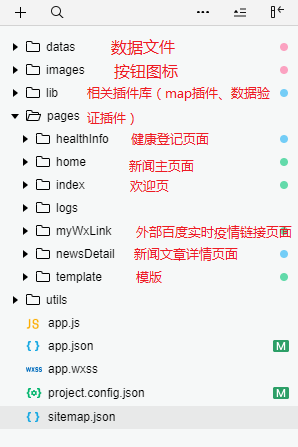 datas 数据文件
images 按钮图标
lib 相关插件库（map插件、数据验
pages 证插件）
healthInfo 健康登记页面
home 新闻主页面
index 欢迎页
logs
myWxLink 外部百度实时疫情链接页面
newsDetail 新闻文章详情页面
template 模版
utils
JS app.js
{ } app.json M
wxss app.wxss
{o} project.config.json M
{ } sitemap.json